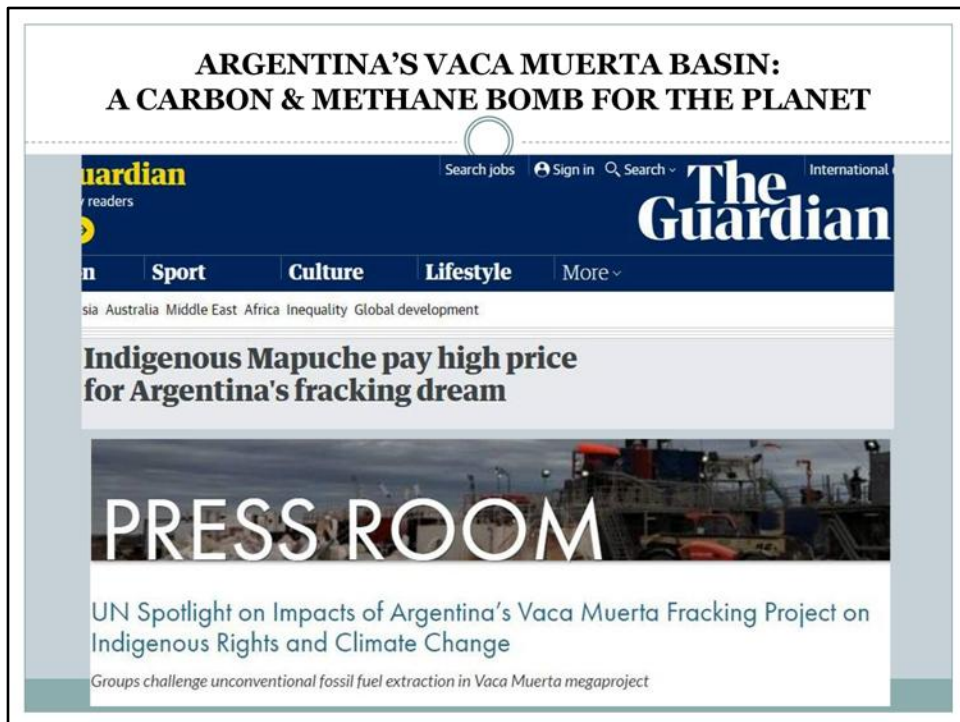 ARGENTINA'S VACA MUERTA BASIN:
A CARBON & METHANE BOMB FOR THE PLANET
uardian
readers
Search jobs Sign in Search
The
Guardian
International
n Sport Culture Lifestyle More
sia Australia Middle East Africa Inequality Global development
Indigenous Mapuche pay high price
for Argentina's fracking dream
PRESS ROOM
UN Spotlight on Impacts of Argentina's Vaca Muerta Fracking Project on
Indigenous Rights and Climate Change
Groups challenge unconventional fossil fuel extraction in Vaca Muerta megaproject